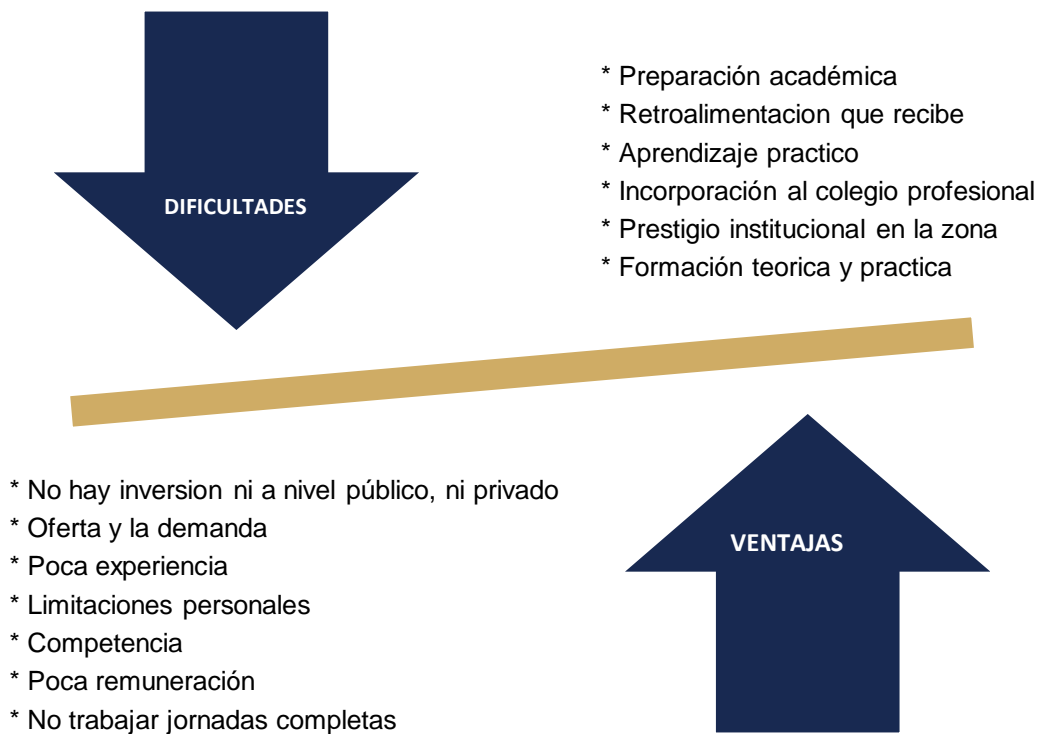 DIFICULTADES
* Preparación académica
* Retroalimentacion que recibe
* Aprendizaje practico
* Incorporación al colegio profesional
* Prestigio institucional en la zona
* Formación teorica y practica
* No hay inversion ni a nivel público, ni privado
* Oferta y la demanda
* Poca experiencia
* Limitaciones personales
* Competencia
* Poca remuneración
* No trabajar jornadas completas
VENTAJAS